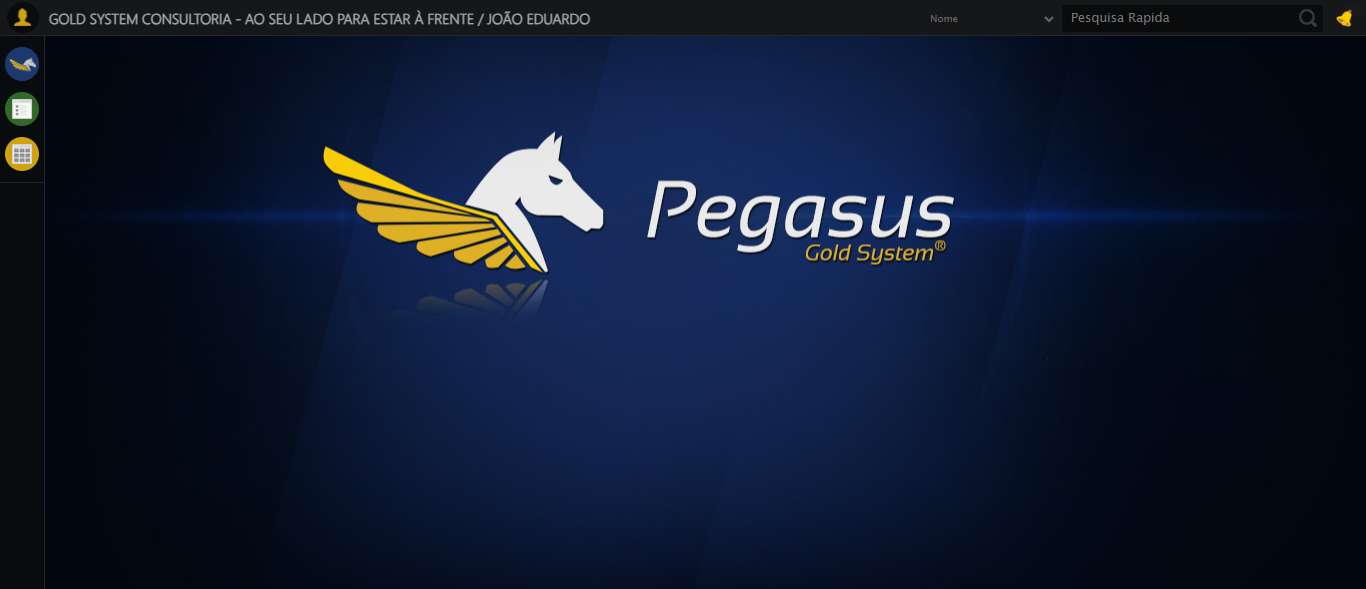 GOLD SYSTEM CONSULTORIA - AO SEU LADO PARA ESTAR À FRENTE / JOÃO EDUARDO
Nome
Pesquisa Rapida
Pegasus
Gold System®